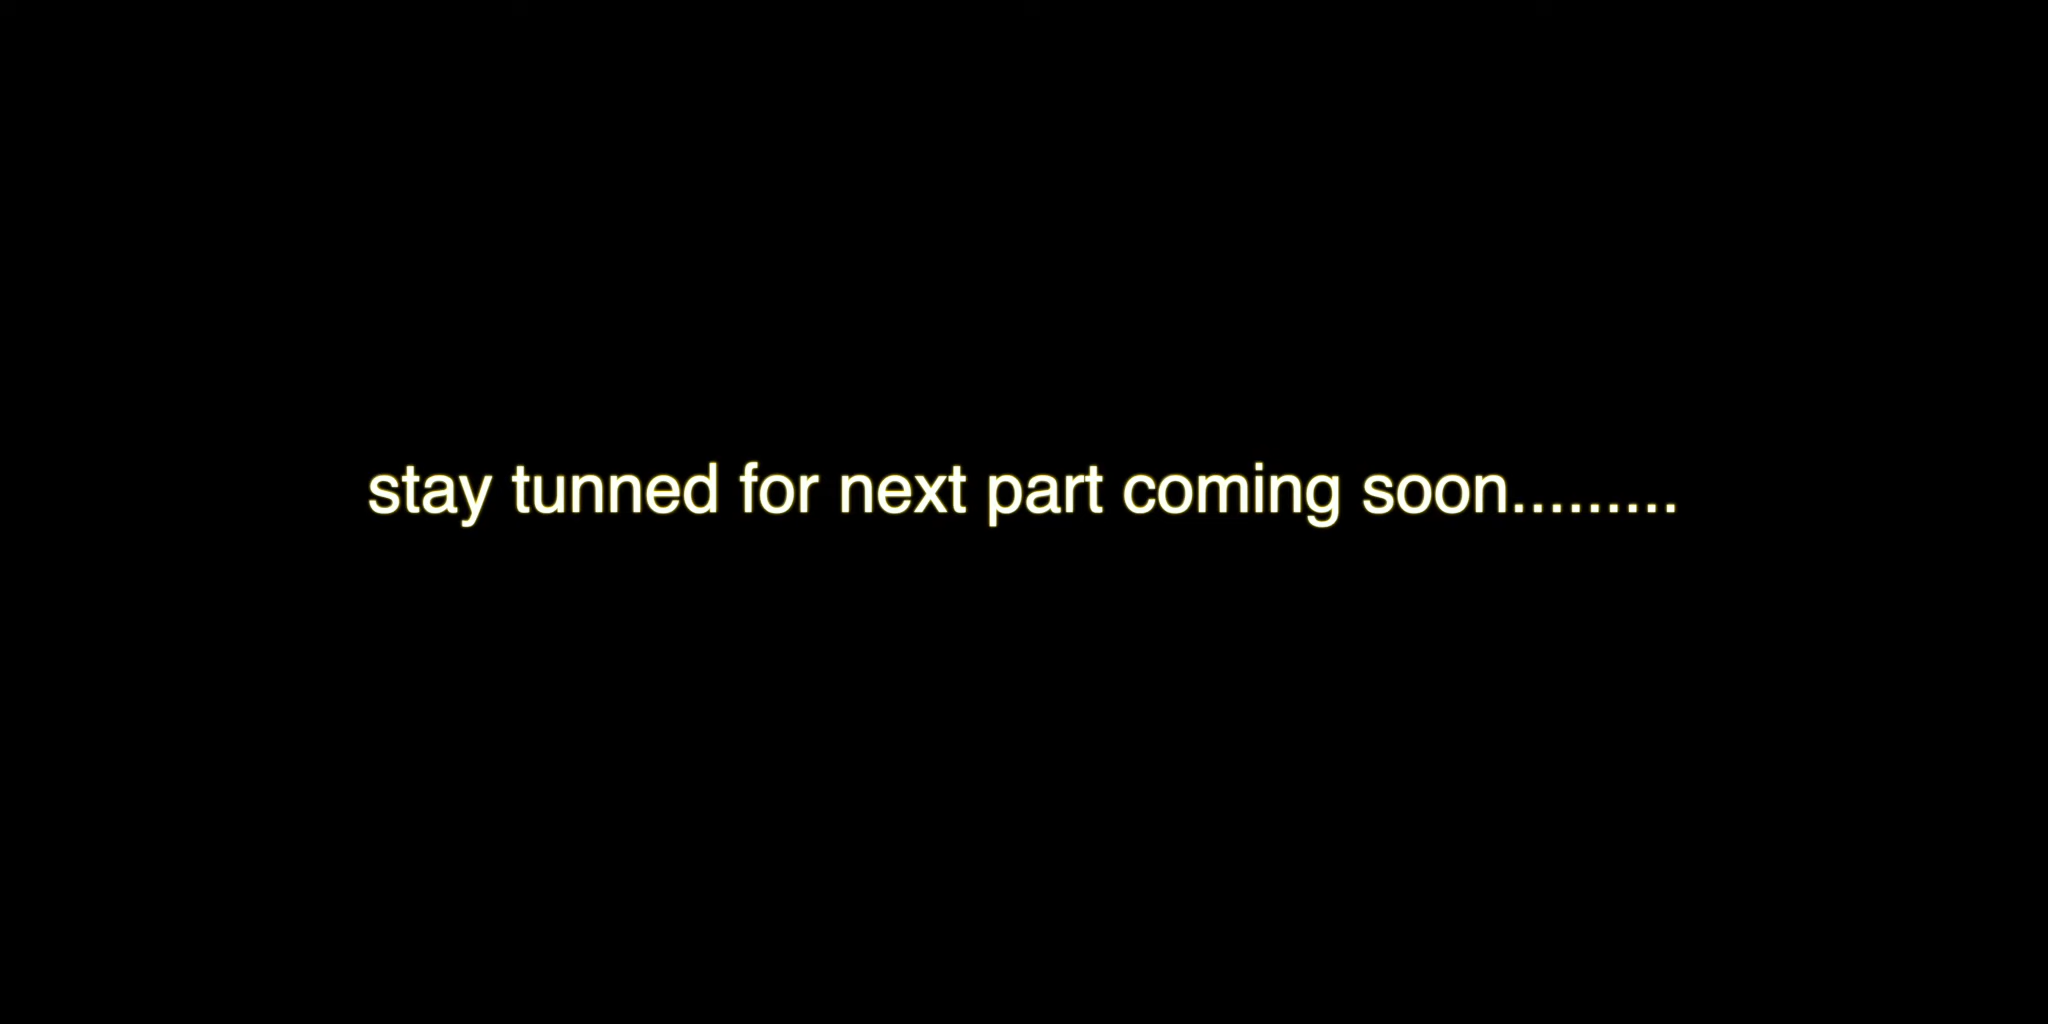 stay tunned for next part coming soon.........